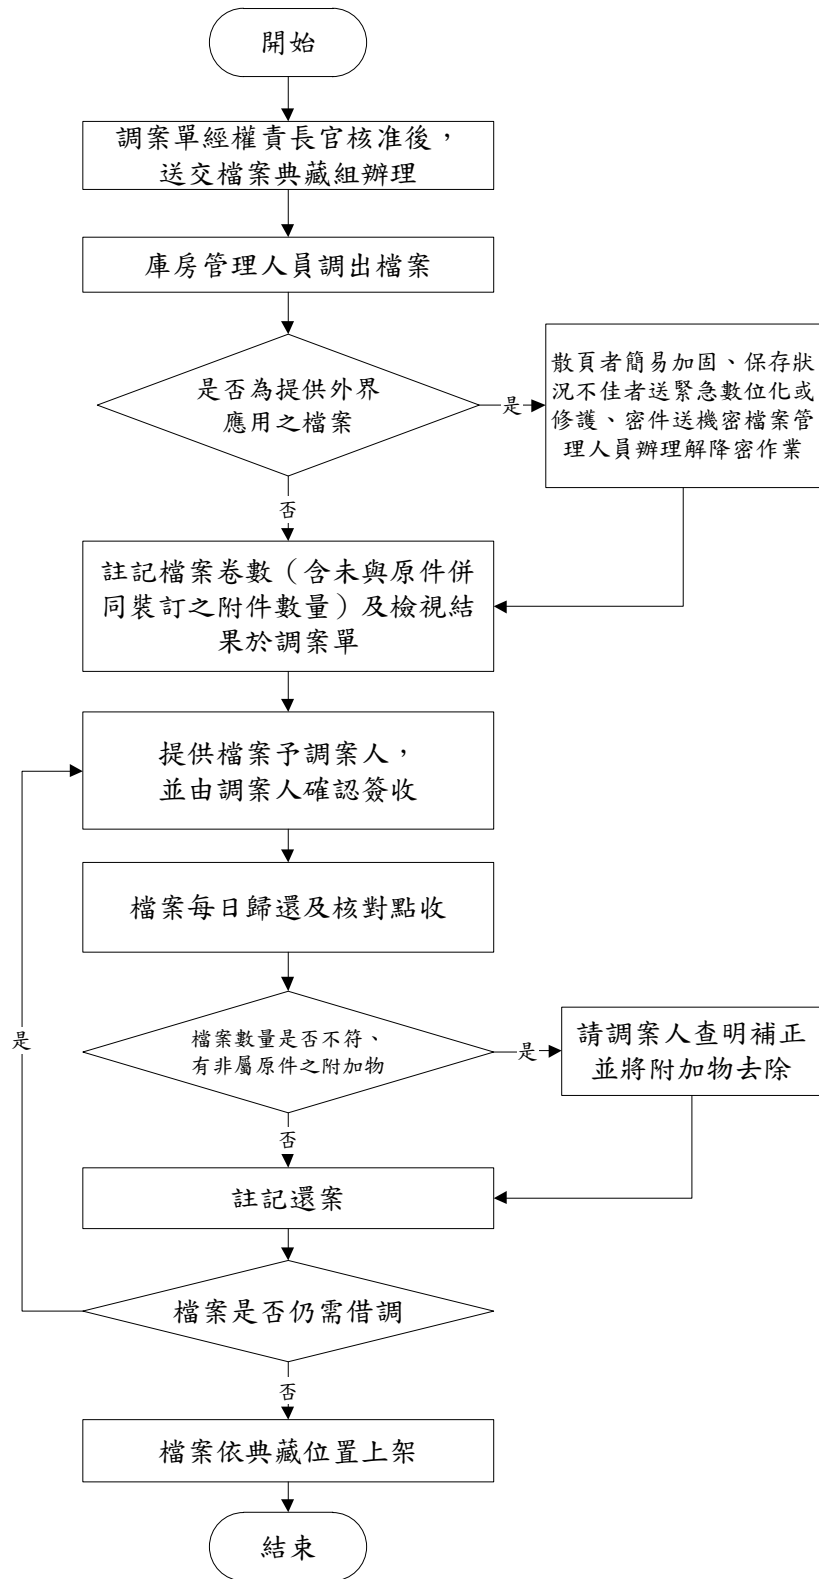 開始
調案單經權責長官核准後，
送交檔案典藏組辦理
庫房管理人員調出檔案
是否為提供外界
應用之檔案
是
散頁者簡易加固、保存狀
況不佳者送緊急數位化或
修護、密件送機密檔案管
理人員辦理解降密作業
否
註記檔案卷數（含未與原件併
同裝訂之附件數量）及檢視結
果於調案單
提供檔案予調案人，
並由調案人確認簽收
檔案每日歸還及核對點收
檔案數量是否不符、
有非屬原件之附加物
是
請調案人查明補正
並將附加物去除
否
註記還案
檔案是否仍需借調
是
否
檔案依典藏位置上架
結束